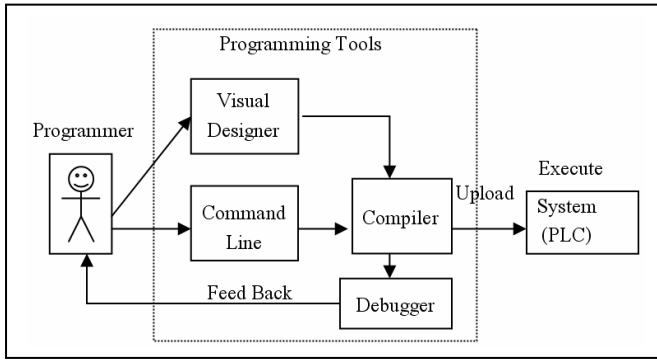 Programming Tools
Visual
Designer
Programmer
Execute
Command
Line
Compiler
Upload
System
(PLC)
Feed Back
Debugger